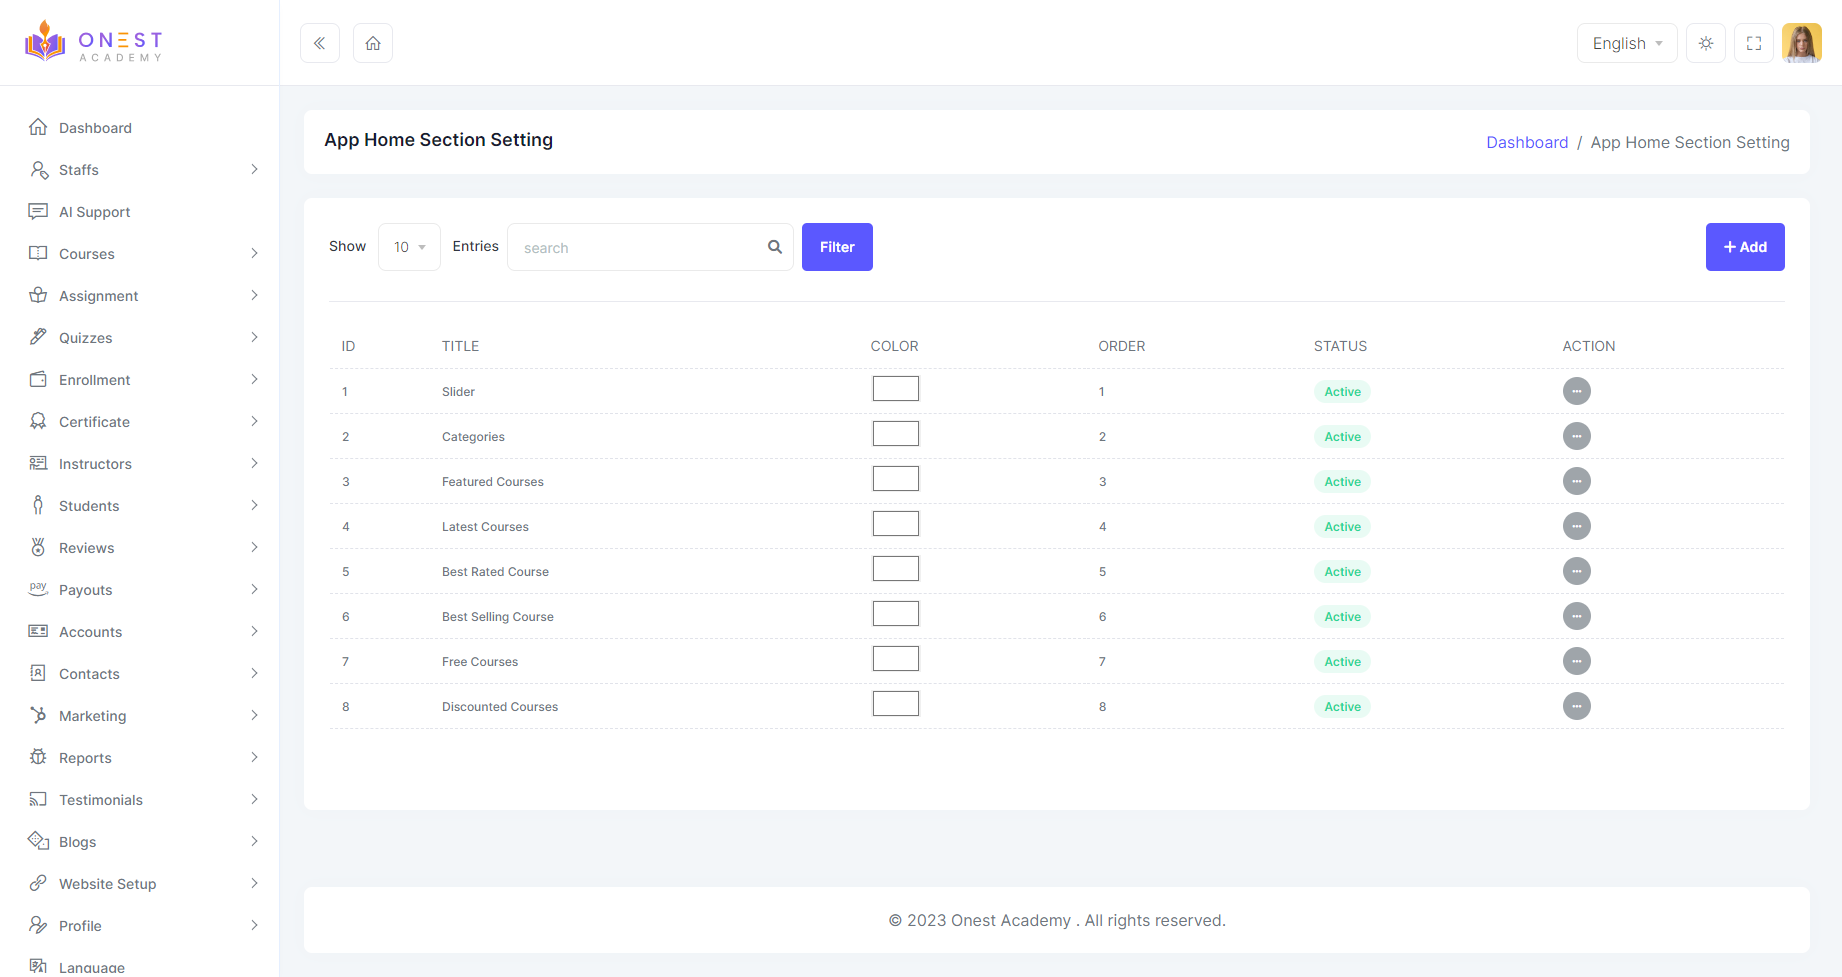 ONEST
ACADEMY
English
Dashboard
Staffs
AI Support
Courses
Assignment
Quizzes
Enrollment
Certificate
Instructors
Students
Reviews
pay
Payouts
Accounts
Contacts
Marketing
Reports
Testimonials
Blogs
Website Setup
Profile
Language
App Home Section Setting
Dashboard / App Home Section Setting
Show 10 Entries search Filter + Add
ID TITLE COLOR ORDER STATUS ACTION
1 Slider 1 Active
2 Categories 2 Active
3 Featured Courses 3 Active
4 Latest Courses 4 Active
5 Best Rated Course 5 Active
6 Best Selling Course 6 Active
7 Free Courses 7 Active
8 Discounted Courses 8 Active
© 2023 Onest Academy . All rights reserved.